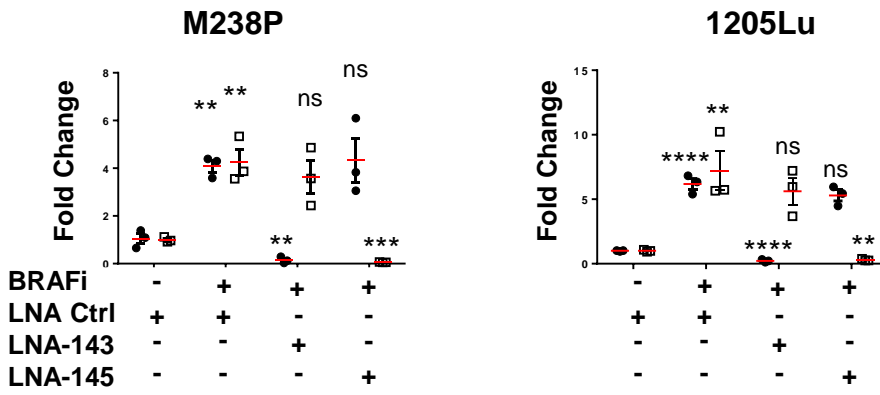 M238P
1205Lu
Fold Change
8
6
4
2
0
** ** ns ns
** ***
Fold Change
15
10
5
0
**** ** ns ns
**** **
BRAFi - + + + - + + +
LNA Ctrl + + - - + + - -
LNA-143 - - + - - - + -
LNA-145 - - - + - - - +